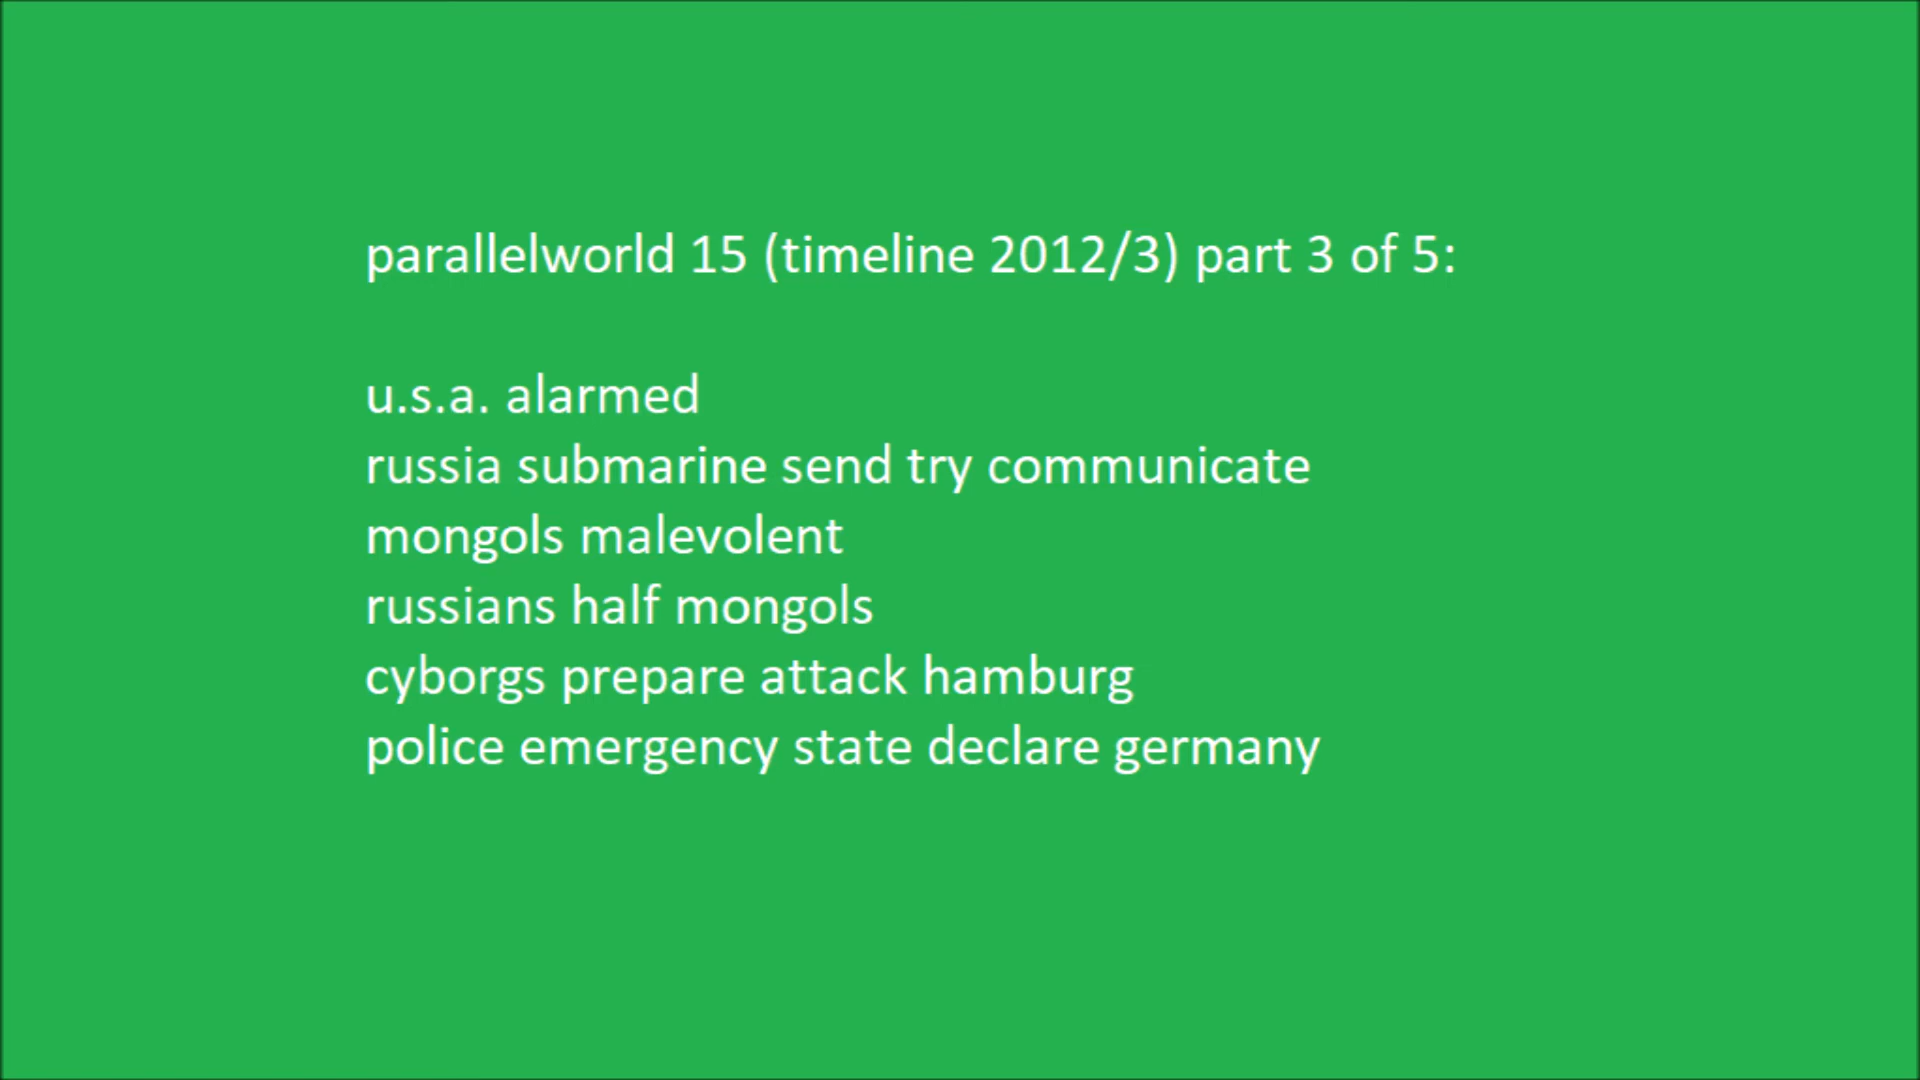 parallelworld 15 (timeline 2012/3) part 3 of 5:
u.s.a. alarmed
russia submarine send try communicate
mongols malevolent
russians half mongols
cyborgs prepare attack hamburg
police emergency state declare germany